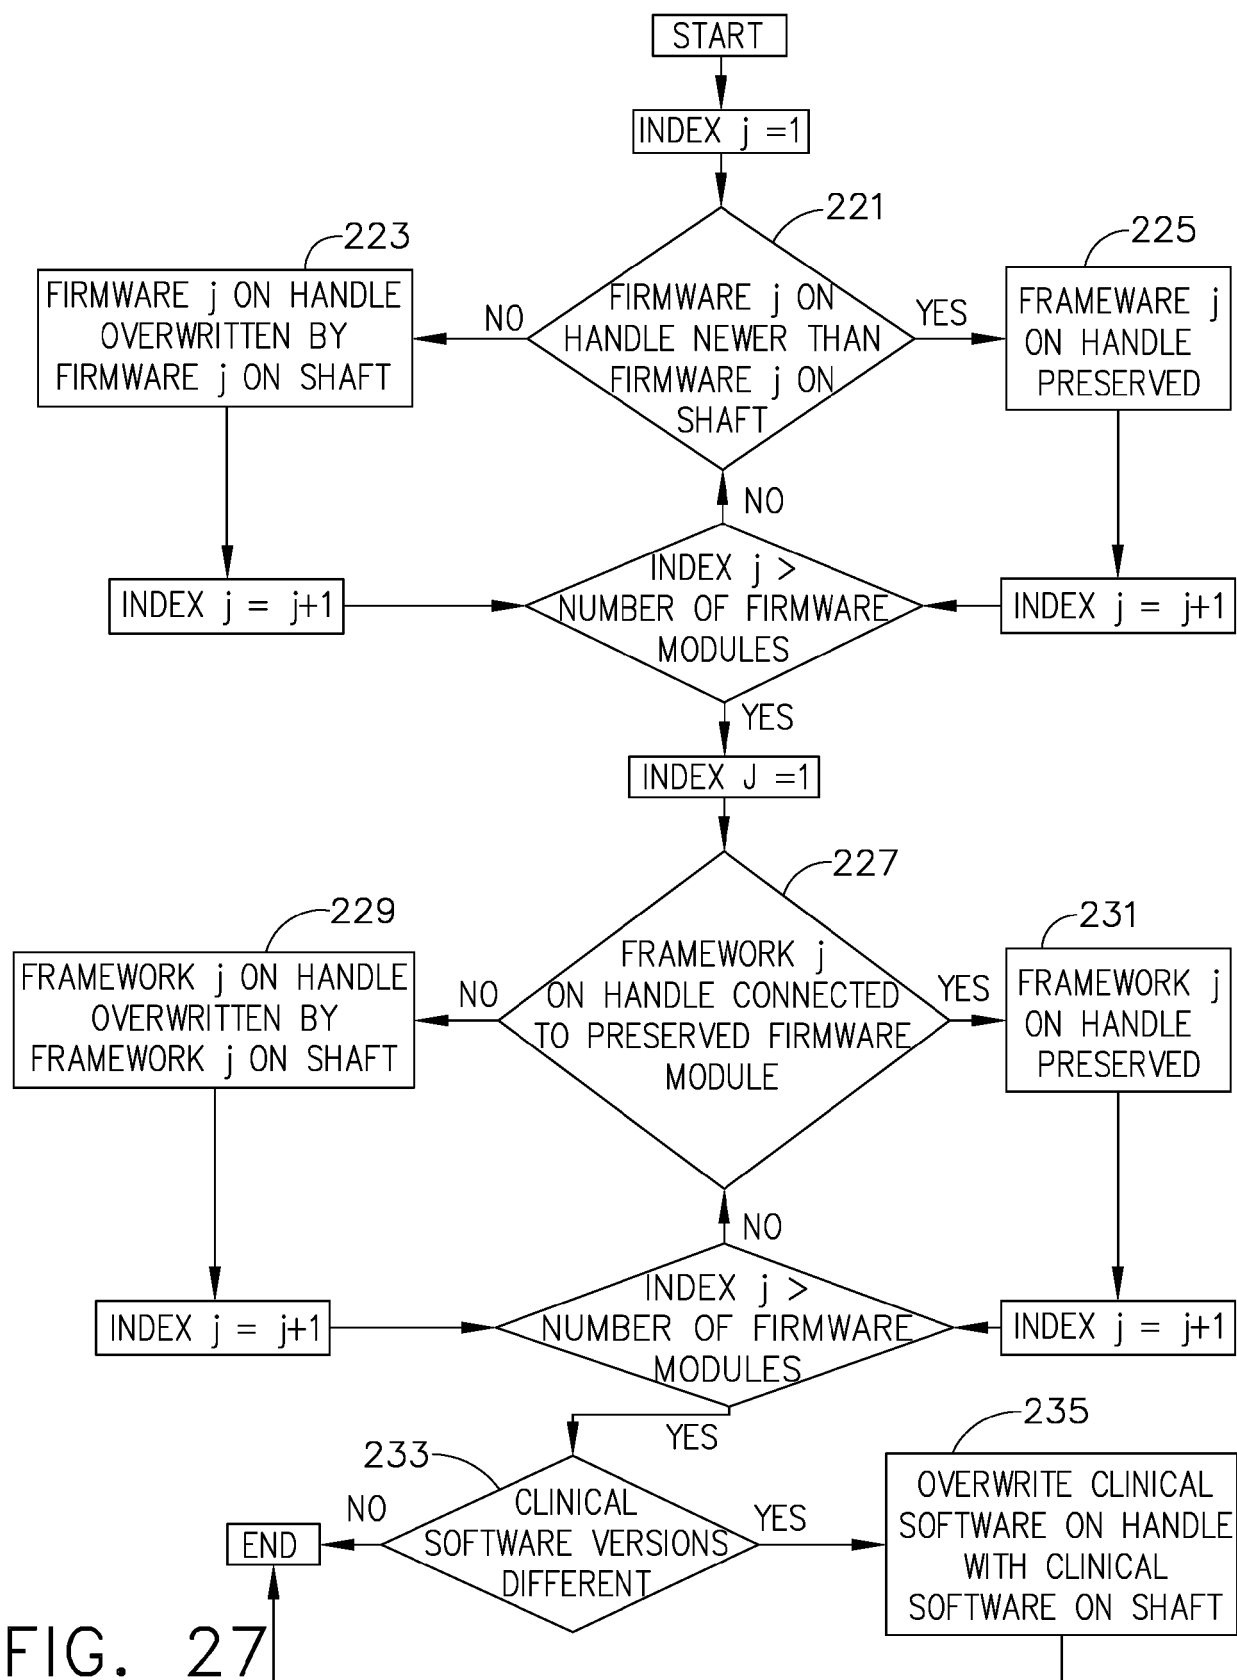 START
INDEX j =1
221
223
225
FIRMWARE j ON HANDLE
OVERWRITTEN BY
FIRMWARE j ON SHAFT
NO
FIRMWARE j ON
HANDLE NEWER THAN
FIRMWARE j ON
SHAFT
YES
FRAMEWARE j
ON HANDLE
PRESERVED
NO
INDEX j = j+1
INDEX j >
NUMBER OF FIRMWARE
MODULES
INDEX j = j+1
YES
INDEX J =1
227
229
231
FRAMEWORK j ON HANDLE
OVERWRITTEN BY
FRAMEWORK j ON SHAFT
NO
FRAMEWORK j
ON HANDLE CONNECTED
TO PRESERVED FIRMWARE
MODULE
YES
FRAMEWORK j
ON HANDLE
PRESERVED
NO
INDEX j = j+1
INDEX j >
NUMBER OF FIRMWARE
MODULES
INDEX j = j+1
YES
233
235
END
NO
CLINICAL
SOFTWARE VERSIONS
DIFFERENT
YES
OVERWRITE CLINICAL
SOFTWARE ON HANDLE
WITH CLINICAL
SOFTWARE ON SHAFT
FIG. 27